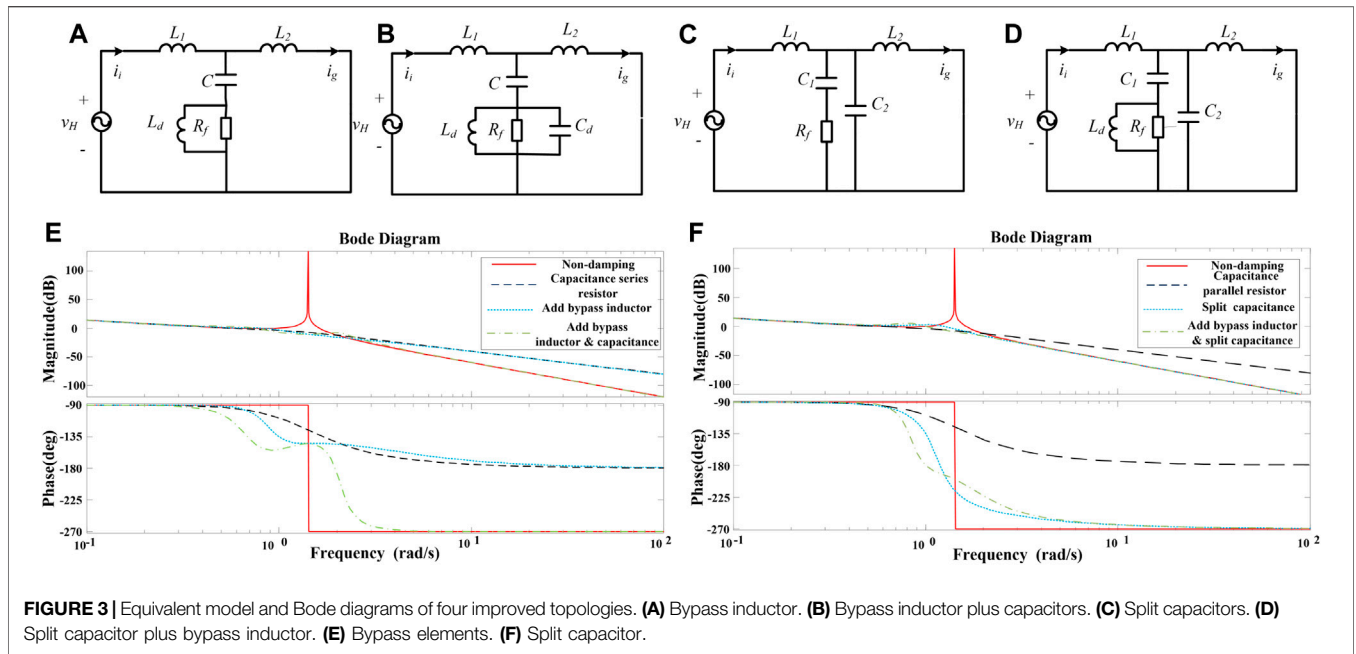 A
L1
L2
ii
ig
C
+
vH
-
Ld
Rf
B
L1
L2
ii
ig
C
+
vH
-
Ld
Rf
Cd
C
L1
L2
ii
ig
C1
C2
+
vH
-
Rf
D
L1
L2
ii
ig
C1
C2
+
vH
-
Ld
Rf
E
Bode Diagram
Magnitude(dB)
100
50
0
-50
-100
Non-damping
Capacitance series
resistor
Add bypass inductor
Add bypass
inductor & capacitance
Phase(deg)
-90
-135
-180
-225
-270
10-1
100
101
102
Frequency (rad/s)
F
Bode Diagram
Magnitude(dB)
100
50
0
-50
-100
Non-damping
Capacitance
parallel resistor
Split capacitance
Add bypass inductor
& split capacitance
Phase(deg)
-90
-135
-180
-225
-270
10-1
100
101
102
Frequency (rad/s)
FIGURE 3 | Equivalent model and Bode diagrams of four improved topologies. (A) Bypass inductor. (B) Bypass inductor plus capacitors. (C) Split capacitors. (D)
Split capacitor plus bypass inductor. (E) Bypass elements. (F) Split capacitor.